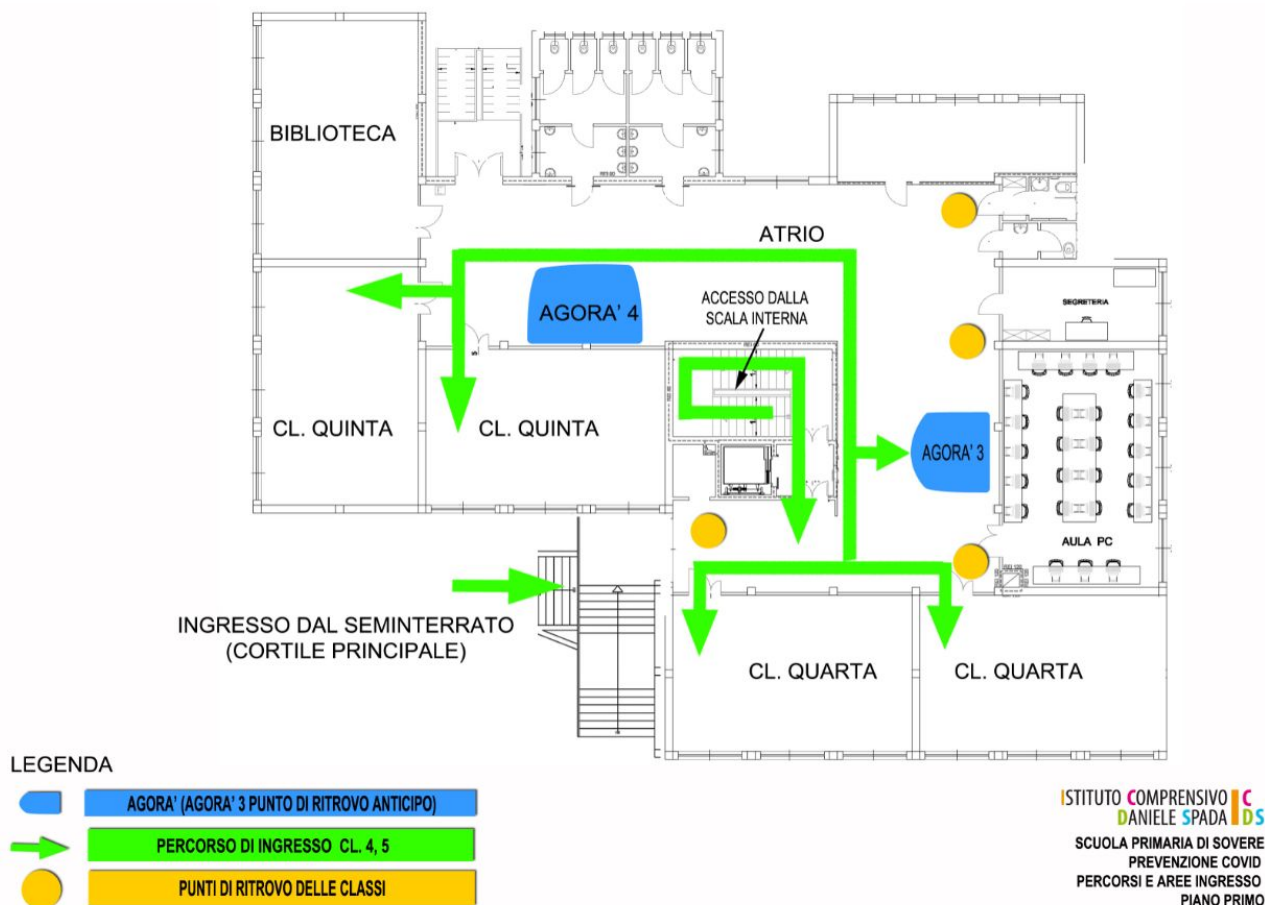 BIBLIOTECA
ATRIO
AGORA' 4
ACCESSO DALLA
SCALA INTERNA
SEGRETERIA
CL. QUINTA
CL. QUINTA
AGORA' 3
AULA PC
INGRESSO DAL SEMINTERRATO
(CORTILE PRINCIPALE)
CL. QUARTA
CL. QUARTA
LEGENDA
AGORA' (AGORA' 3 PUNTO DI RITROVO ANTICIPO)
PERCORSO DI INGRESSO CL. 4, 5
PUNTI DI RITROVO DELLE CLASSI
ISTITUTO COMPRENSIVO
DANIELE SPADA
ICDS
SCUOLA PRIMARIA DI SOVERE
PREVENZIONE COVID
PERCORSI E AREE INGRESSO
PIANO PRIMO